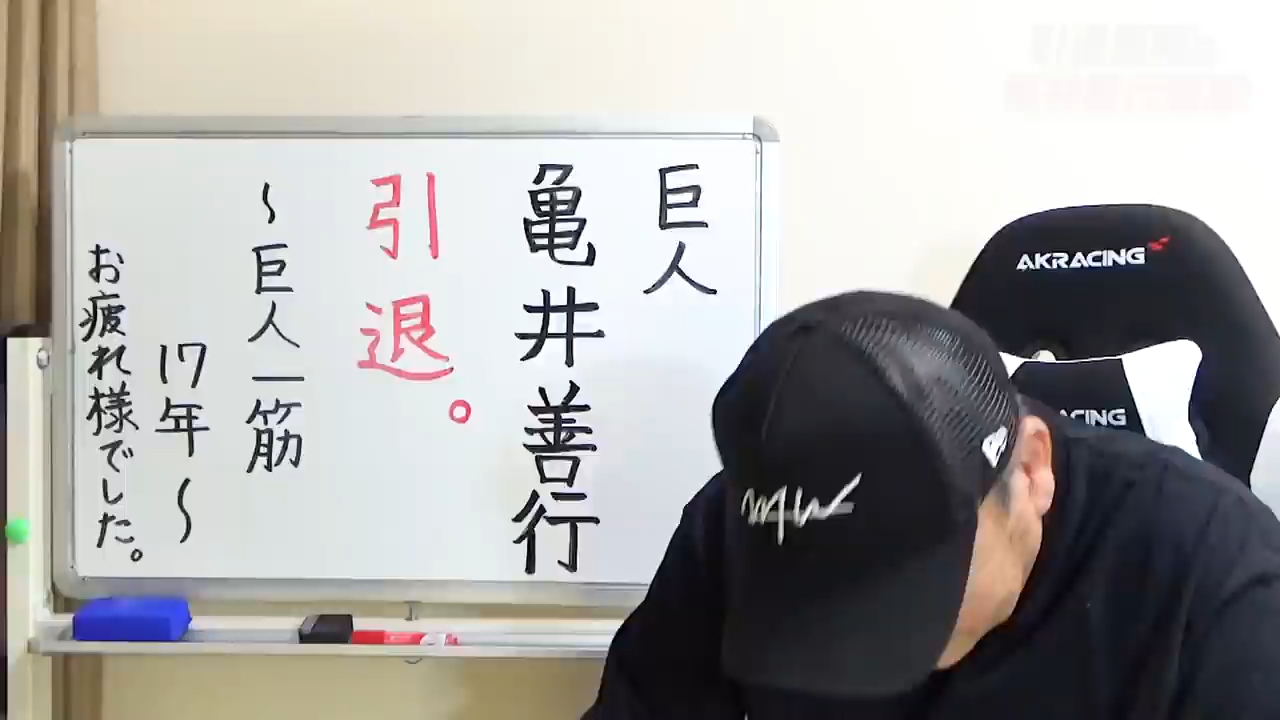 巨人
亀井善行
引退。
〜巨人一筋
17年〜
お疲れ様でした。
AKRACING
ACING